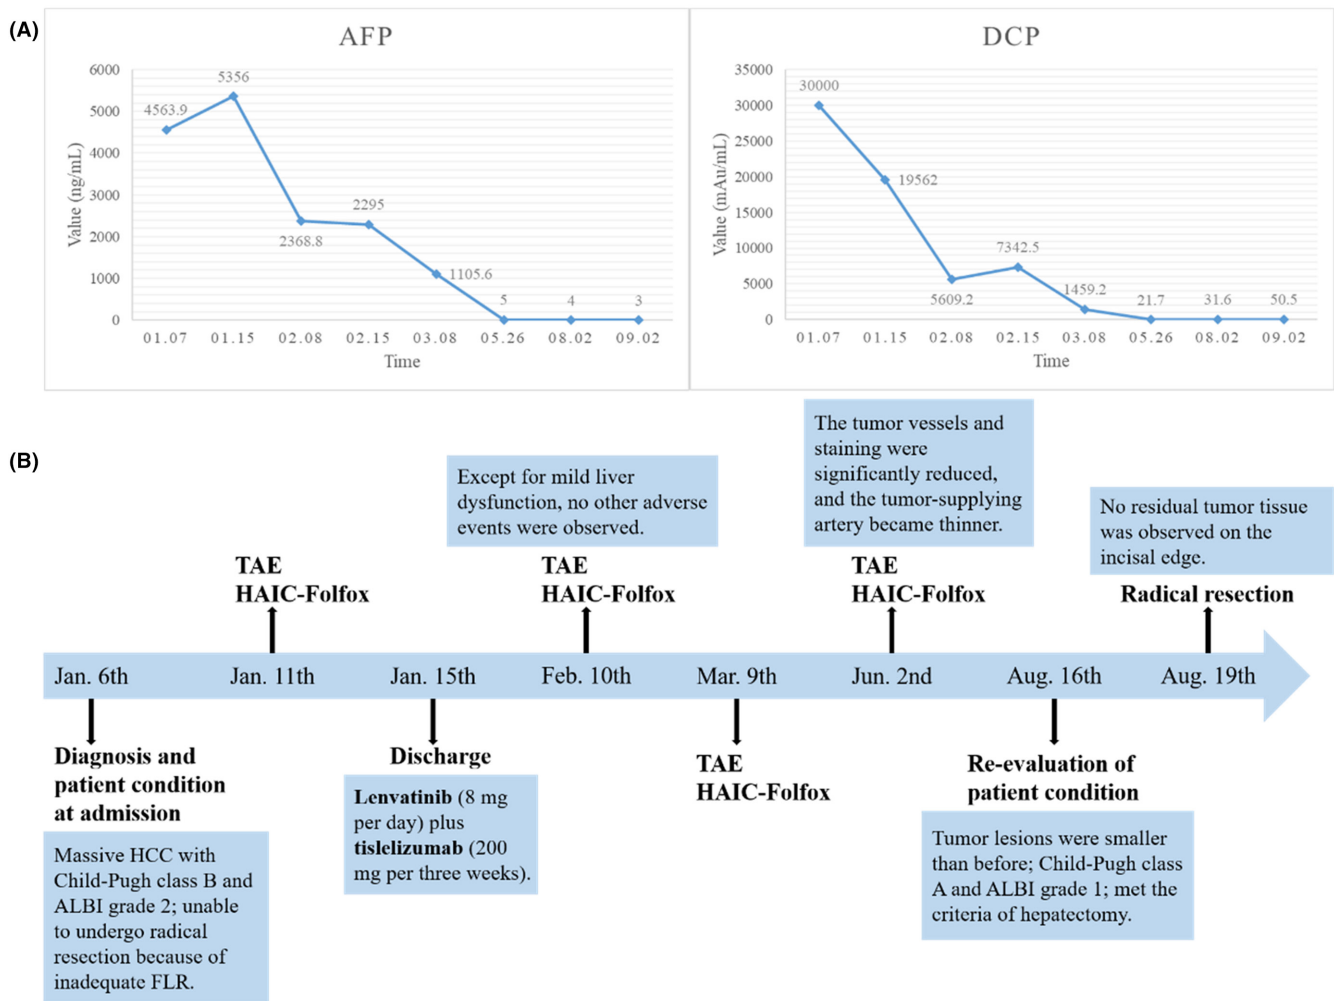 (A)
AFP
Value (ng/mL)
6000
5000
4000
3000
2000
1000
0
4563.9
5356
2368.8
2295
1105.6
5
4
3
01.07 01.15 02.08 02.15 03.08 05.26 08.02 09.02
Time
DCP
Value (mAu/mL)
35000
30000
25000
20000
15000
10000
5000
0
30000
19562
5609.2
7342.5
1459.2
21.7
31.6
50.5
01.07 01.15 02.08 02.15 03.08 05.26 08.02 09.02
Time
(B)
Except for mild liver
dysfunction, no other adverse
events were observed.
The tumor vessels and
staining were
significantly reduced,
and the tumor-supplying
artery became thinner.
No residual tumor tissue
was observed on the
incisal edge.
TAE
HAIC-Folfox
TAE
HAIC-Folfox
TAE
HAIC-Folfox
Radical resection
Jan. 6th
Jan. 11th
Jan. 15th
Feb. 10th
Mar. 9th
Jun. 2nd
Aug. 16th
Aug. 19th
Diagnosis and
patient condition
at admission
Massive HCC with
Child-Pugh class B and
ALBI grade 2; unable
to undergo radical
resection because of
inadequate FLR.
Discharge
Lenvatinib (8 mg
per day) plus
tislelizumab (200
mg per three weeks).
TAE
HAIC-Folfox
Re-evaluation of
patient condition
Tumor lesions were smaller
than before; Child-Pugh class
A and ALBI grade 1; met the
criteria of hepatectomy.